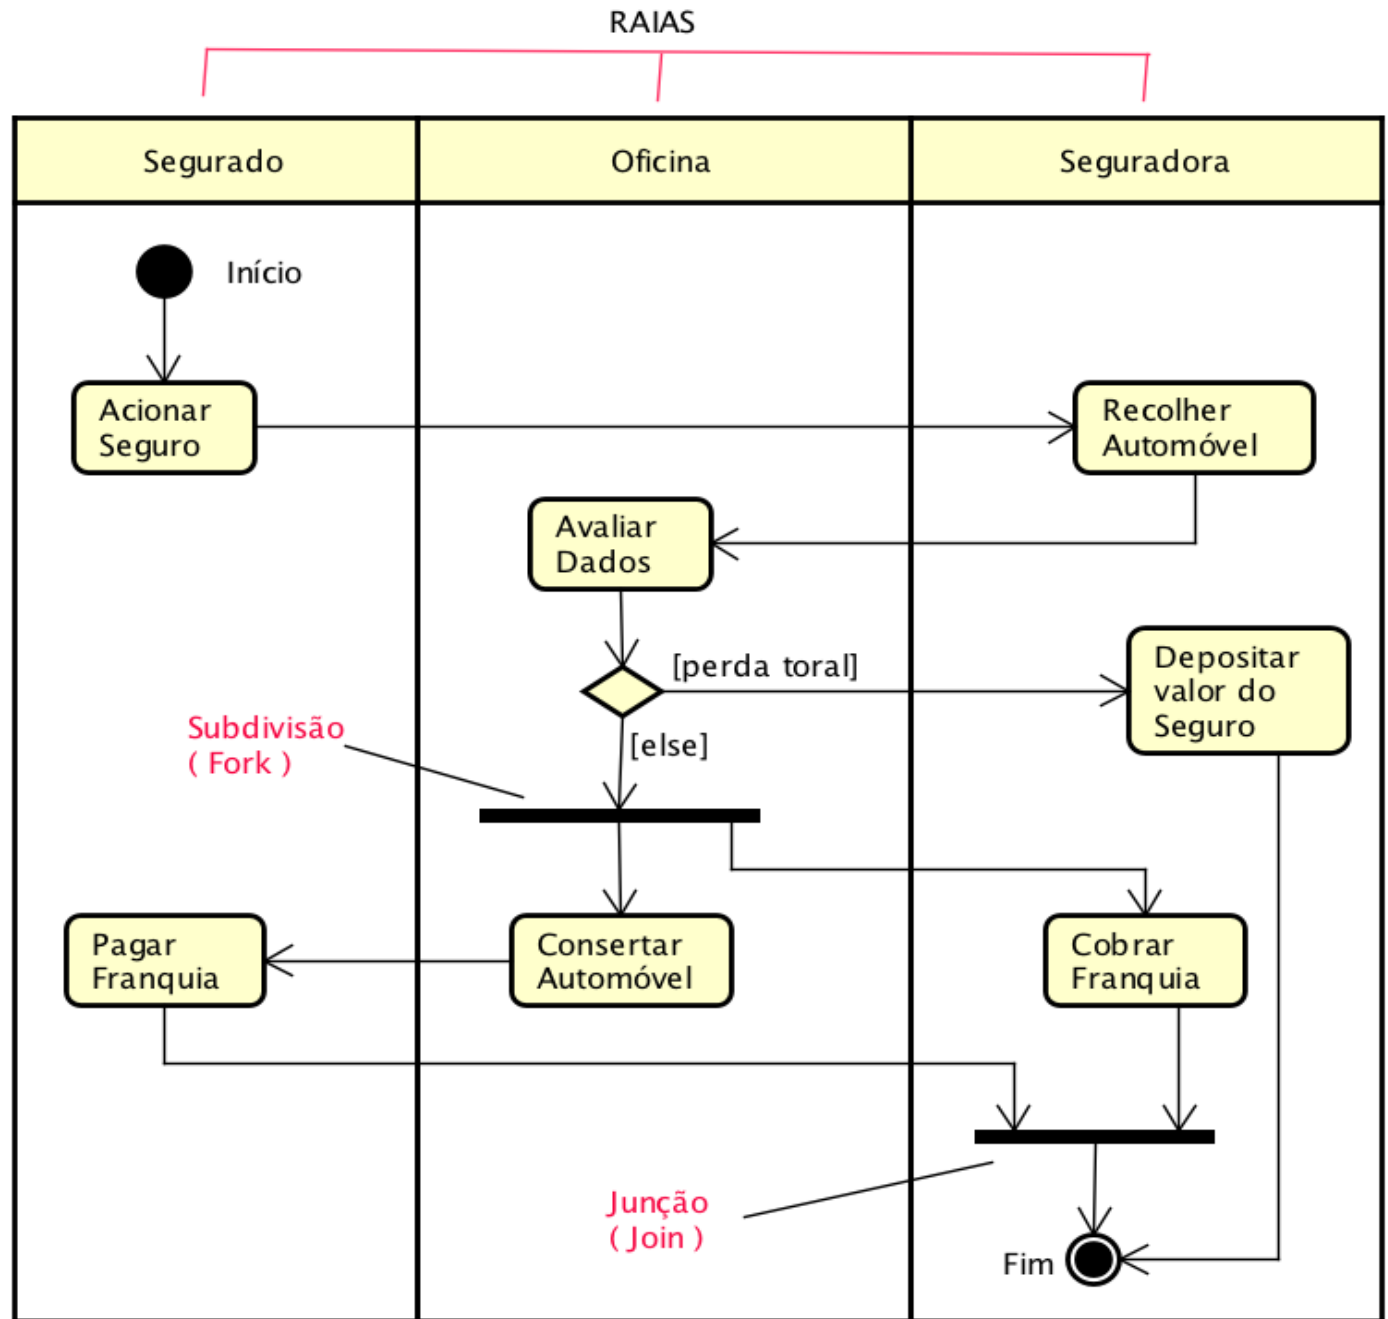 RAIAS
Segurado
Oficina
Seguradora
Início
Acionar
Seguro
Recolher
Automóvel
Avaliar
Dados
[perda toral]
Depositar
valor do
Seguro
Subdivisão
( Fork )
[else]
Pagar
Franquia
Consertar
Automóvel
Cobrar
Franquia
Junção
( Join )
Fim